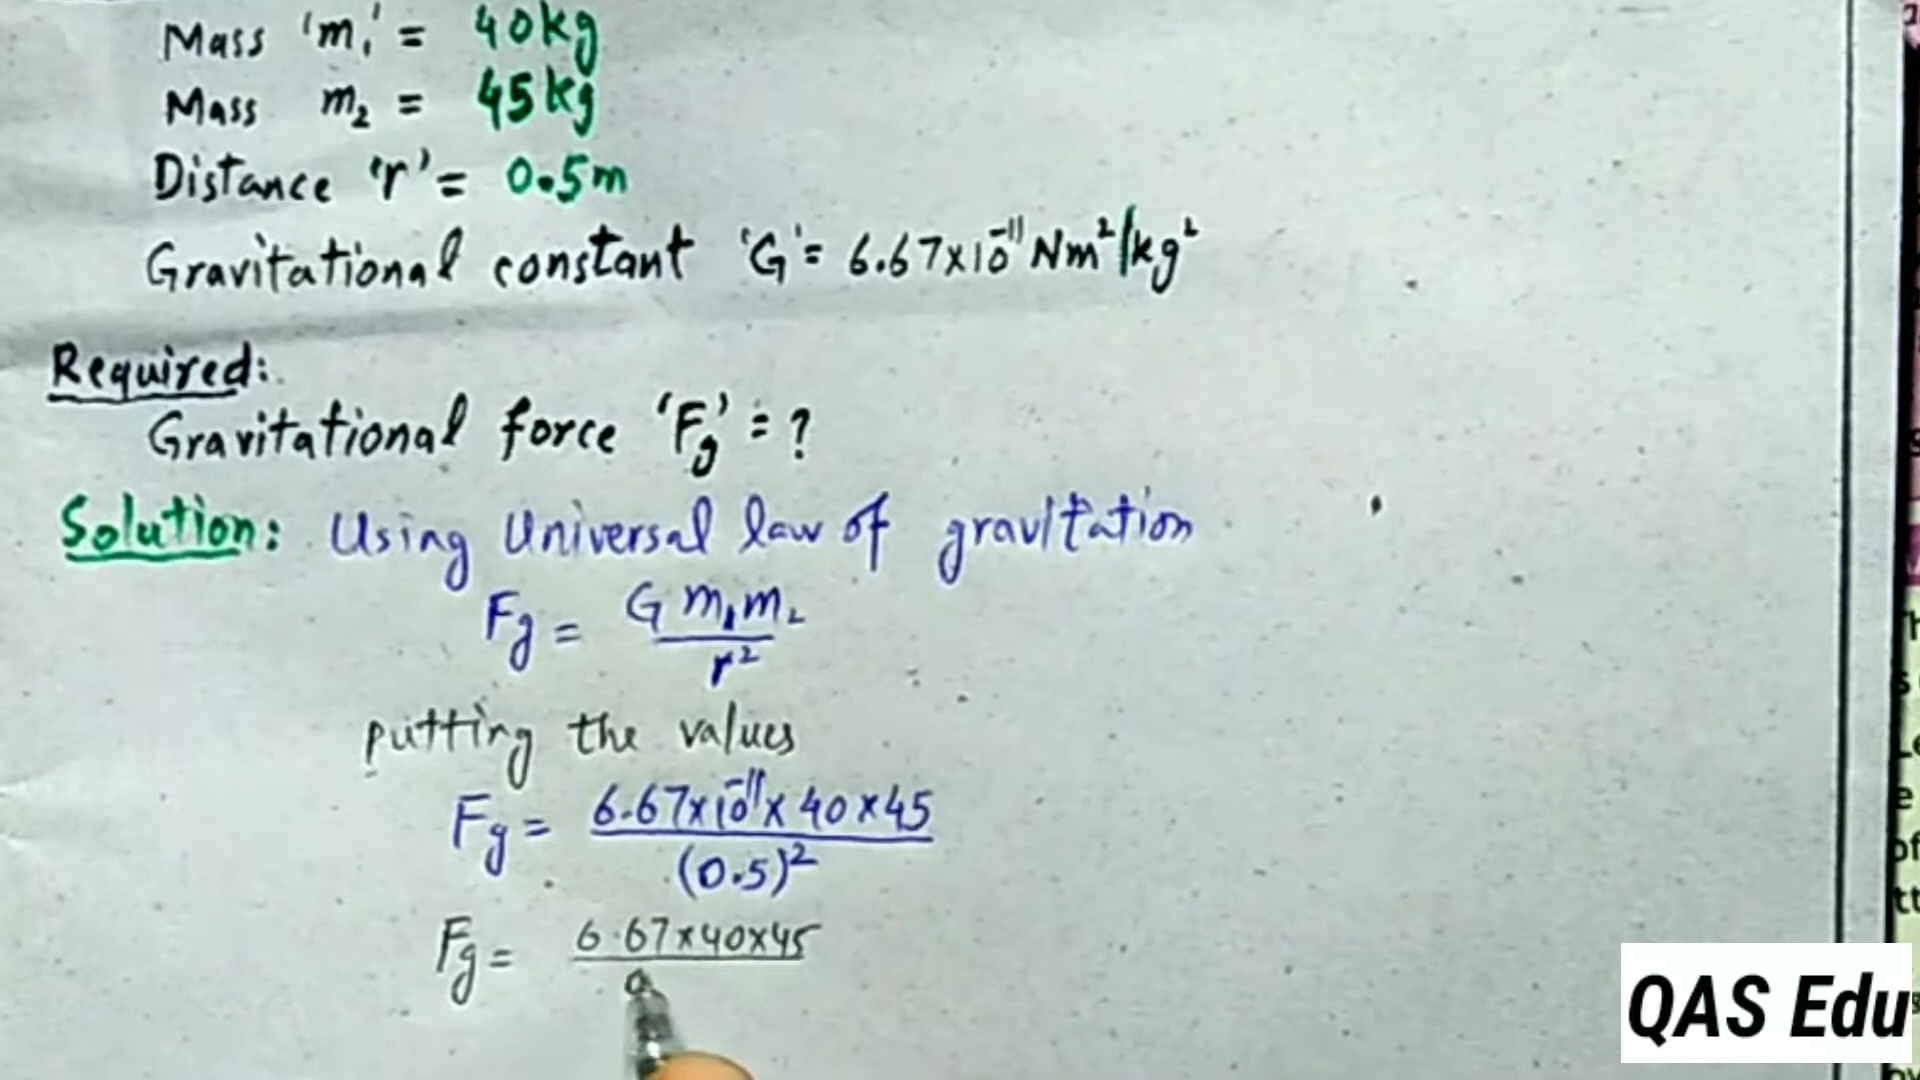 Mass 'm₁' = 40kg
Mass m₂ = 45kg
Distance 'r' = 0.5m
Gravitational constant 'G' = 6.67×10⁻¹¹ Nm²/kg²
Required:
Gravitational force 'Fg' = ?
Solution: Using Universal law of gravitation
Fg = G m₁m₂ / r²
putting the values
Fg = 6.67×10⁻¹¹ × 40 × 45 / (0.5)²
Fg = 6.67×40×45 / 0
QAS Edu